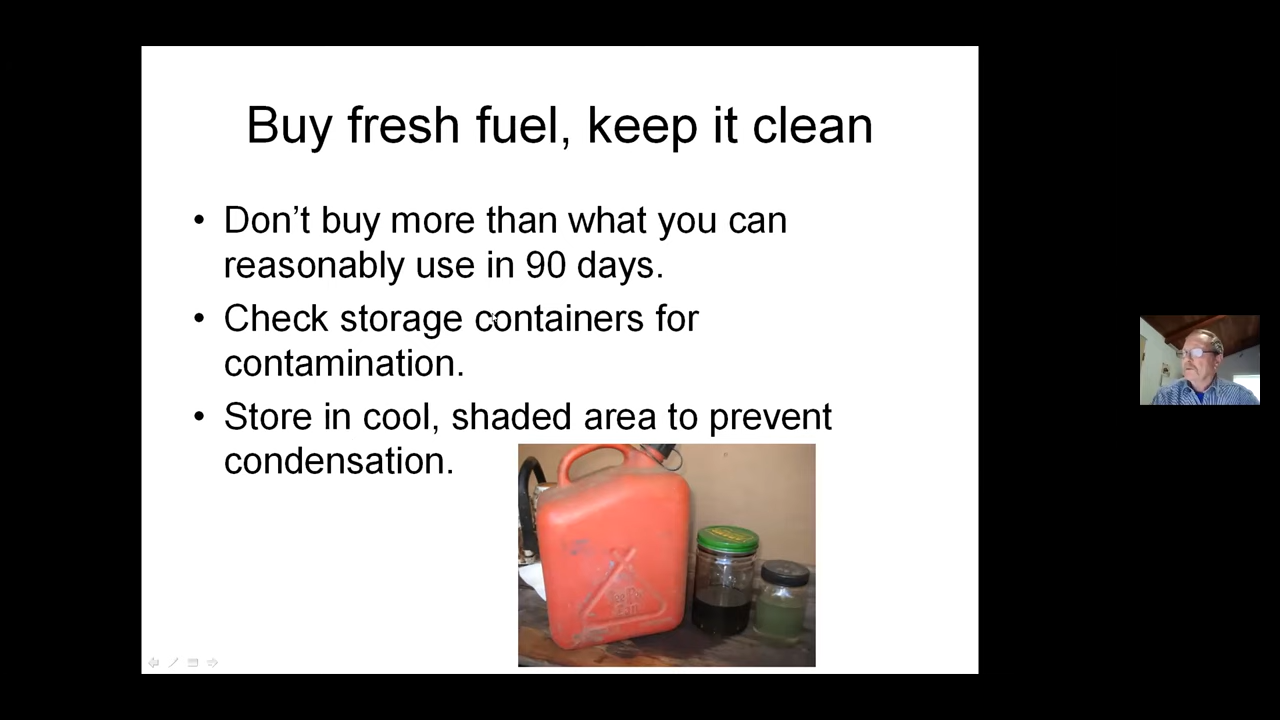 Buy fresh fuel, keep it clean
• Don’t buy more than what you can
reasonably use in 90 days.
• Check storage containers for
contamination.
• Store in cool, shaded area to prevent
condensation.